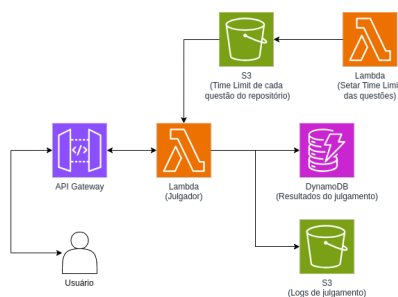 S3
(Time Limit de cada
questão do repositório)
Lambda
(Setar Time Limi
das questões)
API Gateway
Lambda
(Julgador)
DynamoDB
(Resultados do julgamento)
Usuário
S3
(Logs de julgamento)